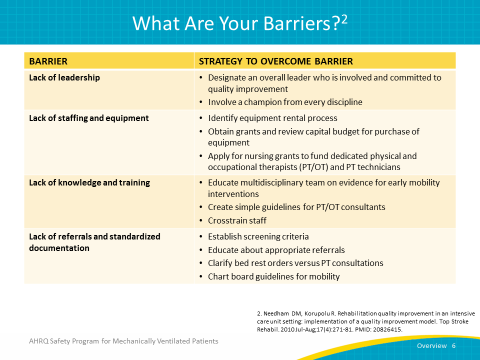 What Are Your Barriers?2
BARRIER
STRATEGY TO OVERCOME BARRIER
Lack of leadership
• Designate an overall leader who is involved and committed to
quality improvement
• Involve a champion from every discipline
Lack of staffing and equipment
• Identify equipment rental process
• Obtain grants and review capital budget for purchase of
equipment
• Apply for nursing grants to fund dedicated physical and
occupational therapists (PT/OT) and PT technicians
Lack of knowledge and training
• Educate multidisciplinary team on evidence for early mobility
interventions
• Create simple guidelines for PT/OT consultants
• Crosstrain staff
Lack of referrals and standardized
documentation
• Establish screening criteria
• Educate about appropriate referrals
• Clarify bed rest orders versus PT consultations
• Chart board guidelines for mobility
2. Needham DM, Korupolu R. Rehabilitation quality improvement in an intensive
care unit setting: implementation of a quality improvement model. Top Stroke
Rehabil. 2010 Jul-Aug;17(4):271-81. PMID: 20826415.
AHRQ Safety Program for Mechanically Ventilated Patients
Overview 6